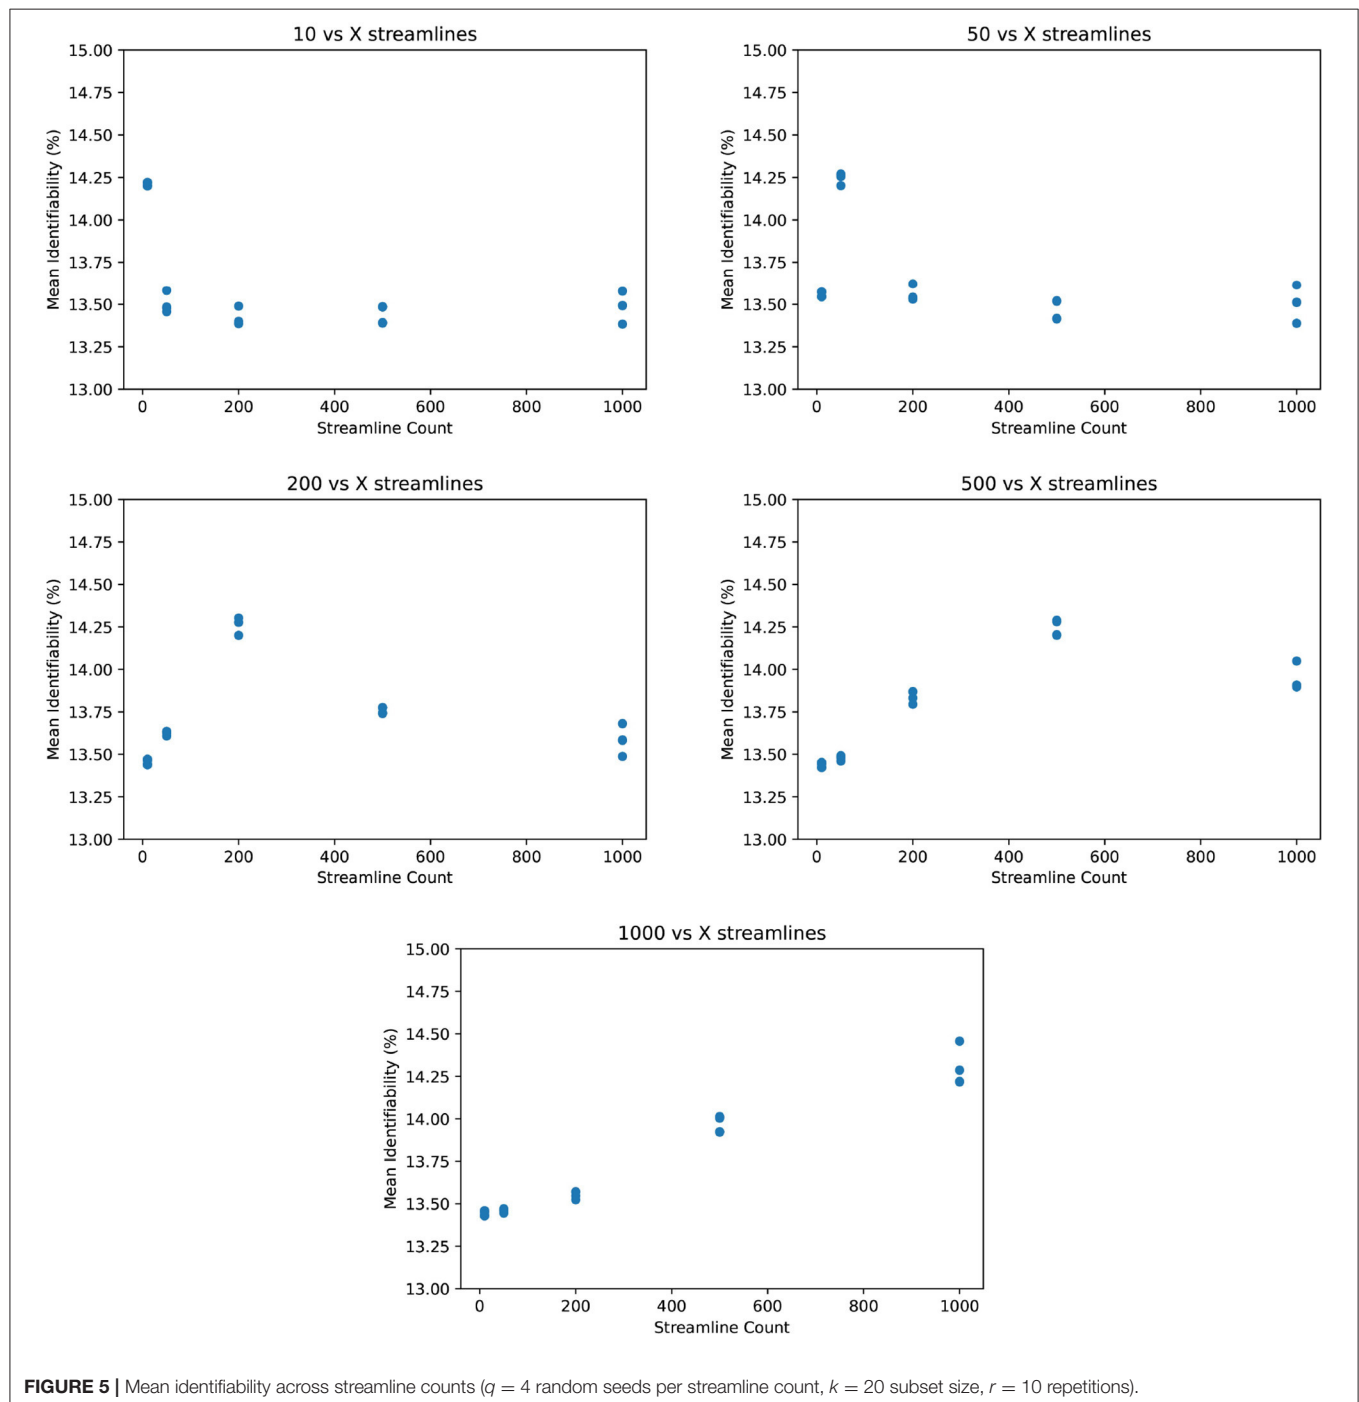 10 vs X streamlines
15.00
14.75
14.50
14.25
14.00
13.75
13.50
13.25
13.00
Mean Identifiability (%)
0 200 400 600 800 1000
Streamline Count
50 vs X streamlines
15.00
14.75
14.50
14.25
14.00
13.75
13.50
13.25
13.00
Mean Identifiability (%)
0 200 400 600 800 1000
Streamline Count
200 vs X streamlines
15.00
14.75
14.50
14.25
14.00
13.75
13.50
13.25
13.00
Mean Identifiability (%)
0 200 400 600 800 1000
Streamline Count
500 vs X streamlines
15.00
14.75
14.50
14.25
14.00
13.75
13.50
13.25
13.00
Mean Identifiability (%)
0 200 400 600 800 1000
Streamline Count
1000 vs X streamlines
15.00
14.75
14.50
14.25
14.00
13.75
13.50
13.25
13.00
Mean Identifiability (%)
0 200 400 600 800 1000
Streamline Count
FIGURE 5 | Mean identifiability across streamline counts (q = 4 random seeds per streamline count, k = 20 subset size, r = 10 repetitions).